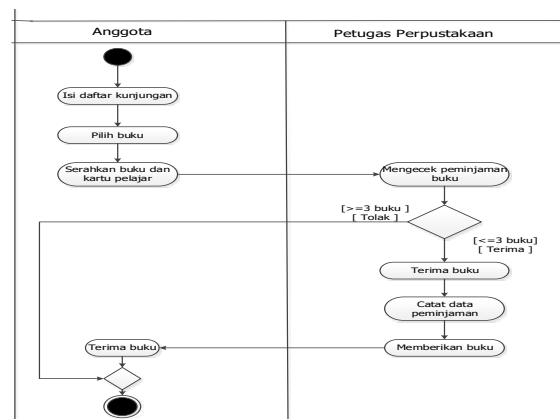 Anggota
Petugas Perpustakaan
Isi daftar kunjungan
Pilih buku
Serahkan buku dan
kartu pelajar
Mengecek peminjaman
buku
[>=3 buku ]
[ Tolak ]
[<=3 buku]
[ Terima ]
Terima buku
Catat data
peminjaman
Memberikan buku
Terima buku